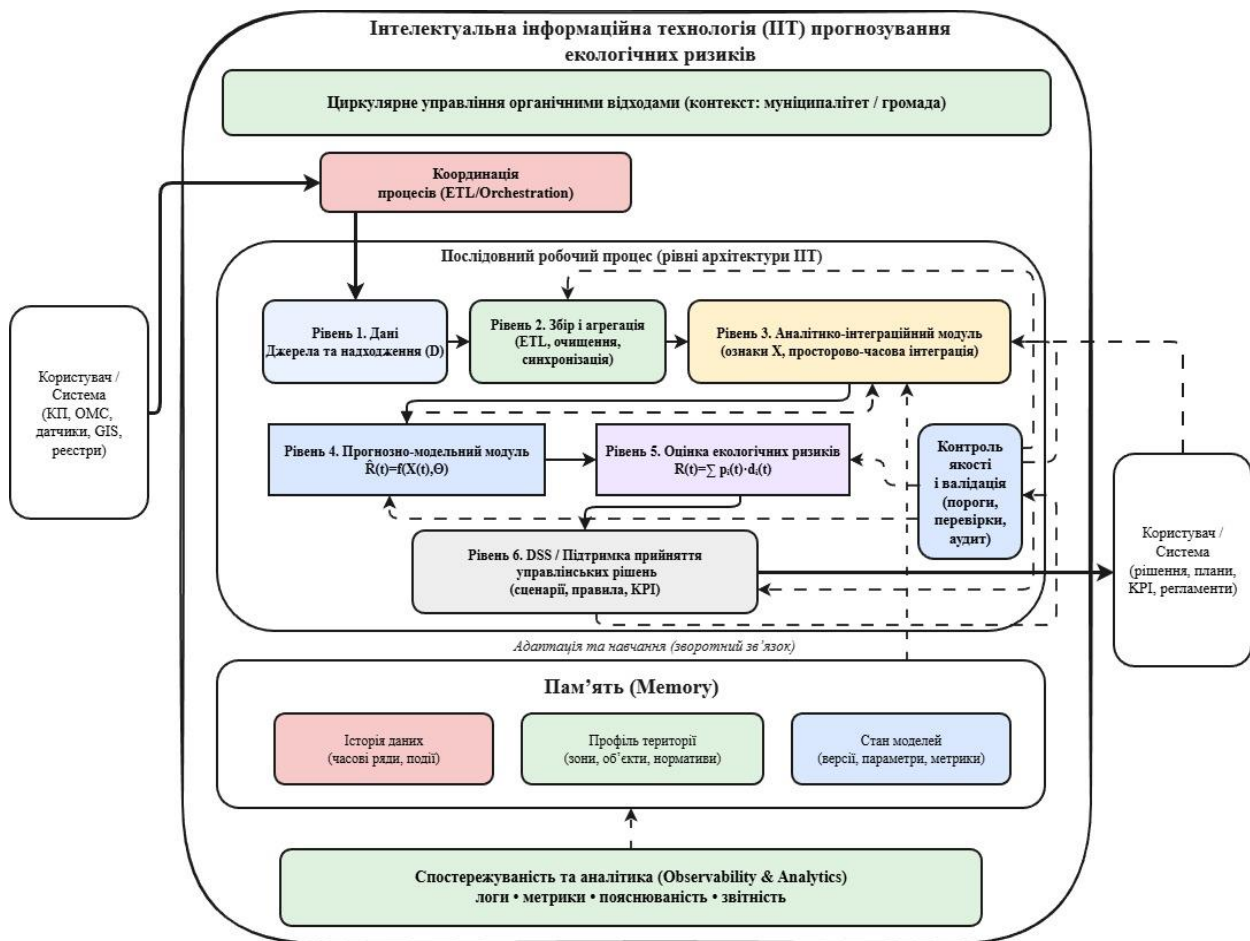 Інтелектуальна інформаційна технологія (ІІТ) прогнозування
екологічних ризиків
Циркулярне управління органічними відходами (контекст: муніципалітет / громада)
Координація
процесів (ETL/Orchestration)
Послідовний робочий процес (рівні архітектури ІІТ)
Користувач /
Система
(КП, ОМС,
датчики, GIS,
реєстри)
Рівень 1. Дані
Джерела та надходження (D)
Рівень 2. Збір і агрегація
(ETL, очищення,
синхронізація)
Рівень 3. Аналітико-інтеграційний модуль
(ознаки X, просторово-часова інтеграція)
Рівень 4. Прогнозно-модельний модуль
R̂(t)=f(X(t),Θ)
Рівень 5. Оцінка екологічних ризиків
R(t)=∑ pᵢ(t)·dᵢ(t)
Контроль
якості
і валідація
(пороги,
перевірки,
аудит)
Рівень 6. DSS / Підтримка прийняття
управлінських рішень
(сценарії, правила, KPI)
Користувач /
Система
(рішення, плани,
KPI, регламенти)
Адаптація та навчання (зворотний зв’язок)
Пам’ять (Memory)
Історія даних
(часові ряди, події)
Профіль території
(зони, об’єкти, нормативи)
Стан моделей
(версії, параметри, метрики)
Спостережуваність та аналітика (Observability & Analytics)
логи • метрики • пояснюваність • звітність